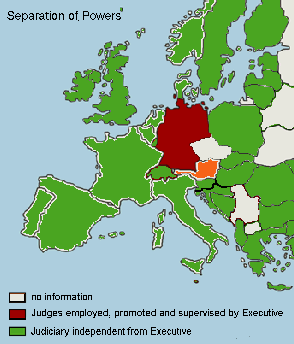 Separation of Powers
no information
Judges employed, promoted and supervised by Executive
Judiciary independent from Executive